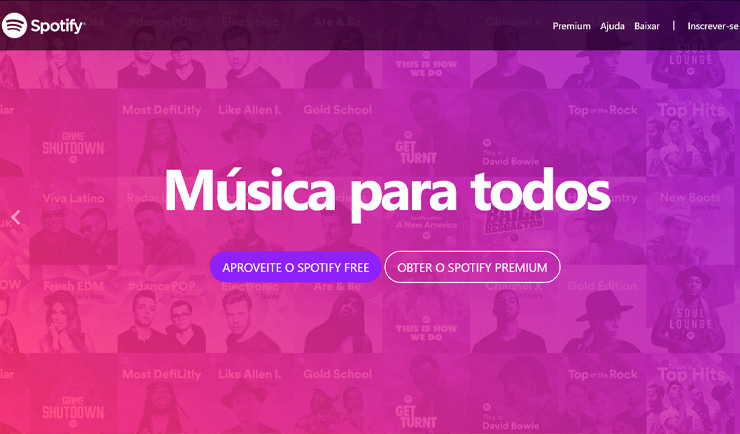 Spotify
Premium Ajuda Baixar | Inscrever-se
#dancePOP Are & Be Channel X
THIS IS HOW
WE DO
SOUL
LOUNGE
Most DefiLitly Like Allen I. Gold School Top of the Rock Top Hits
GRIME
SHUTDOWN
GET
TURNT
This is:
David Bowie
Música para todos
Viva Latino New Boots
A New America
BAILA
REGGAETON
APROVEITE O SPOTIFY FREE OBTER O SPOTIFY PREMIUM
Fresh EDM #dancePOP Electronic Are & Be Channel X Gold Edition
THIS IS HOW
WE DO
SOUL
LOUNGE
Most DefiLitly Like Allen I. Gold School Top of the Rock Top Hits
GRIME
SHUTDOWN
GET
TURNT
This is:
David Bowie